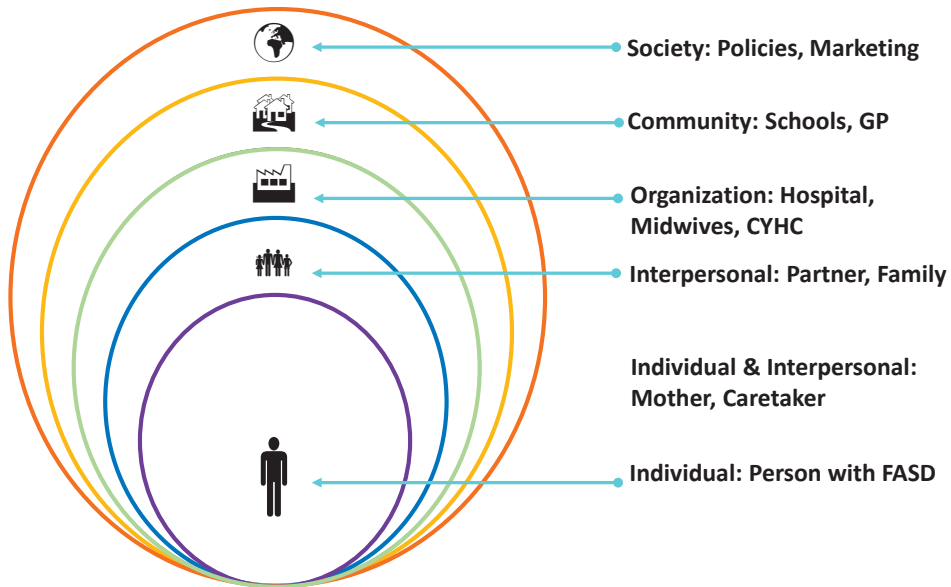 Society: Policies, Marketing
Community: Schools, GP
Organization: Hospital,
Midwives, CYHC
Interpersonal: Partner, Family
Individual & Interpersonal:
Mother, Caretaker
Individual: Person with FASD